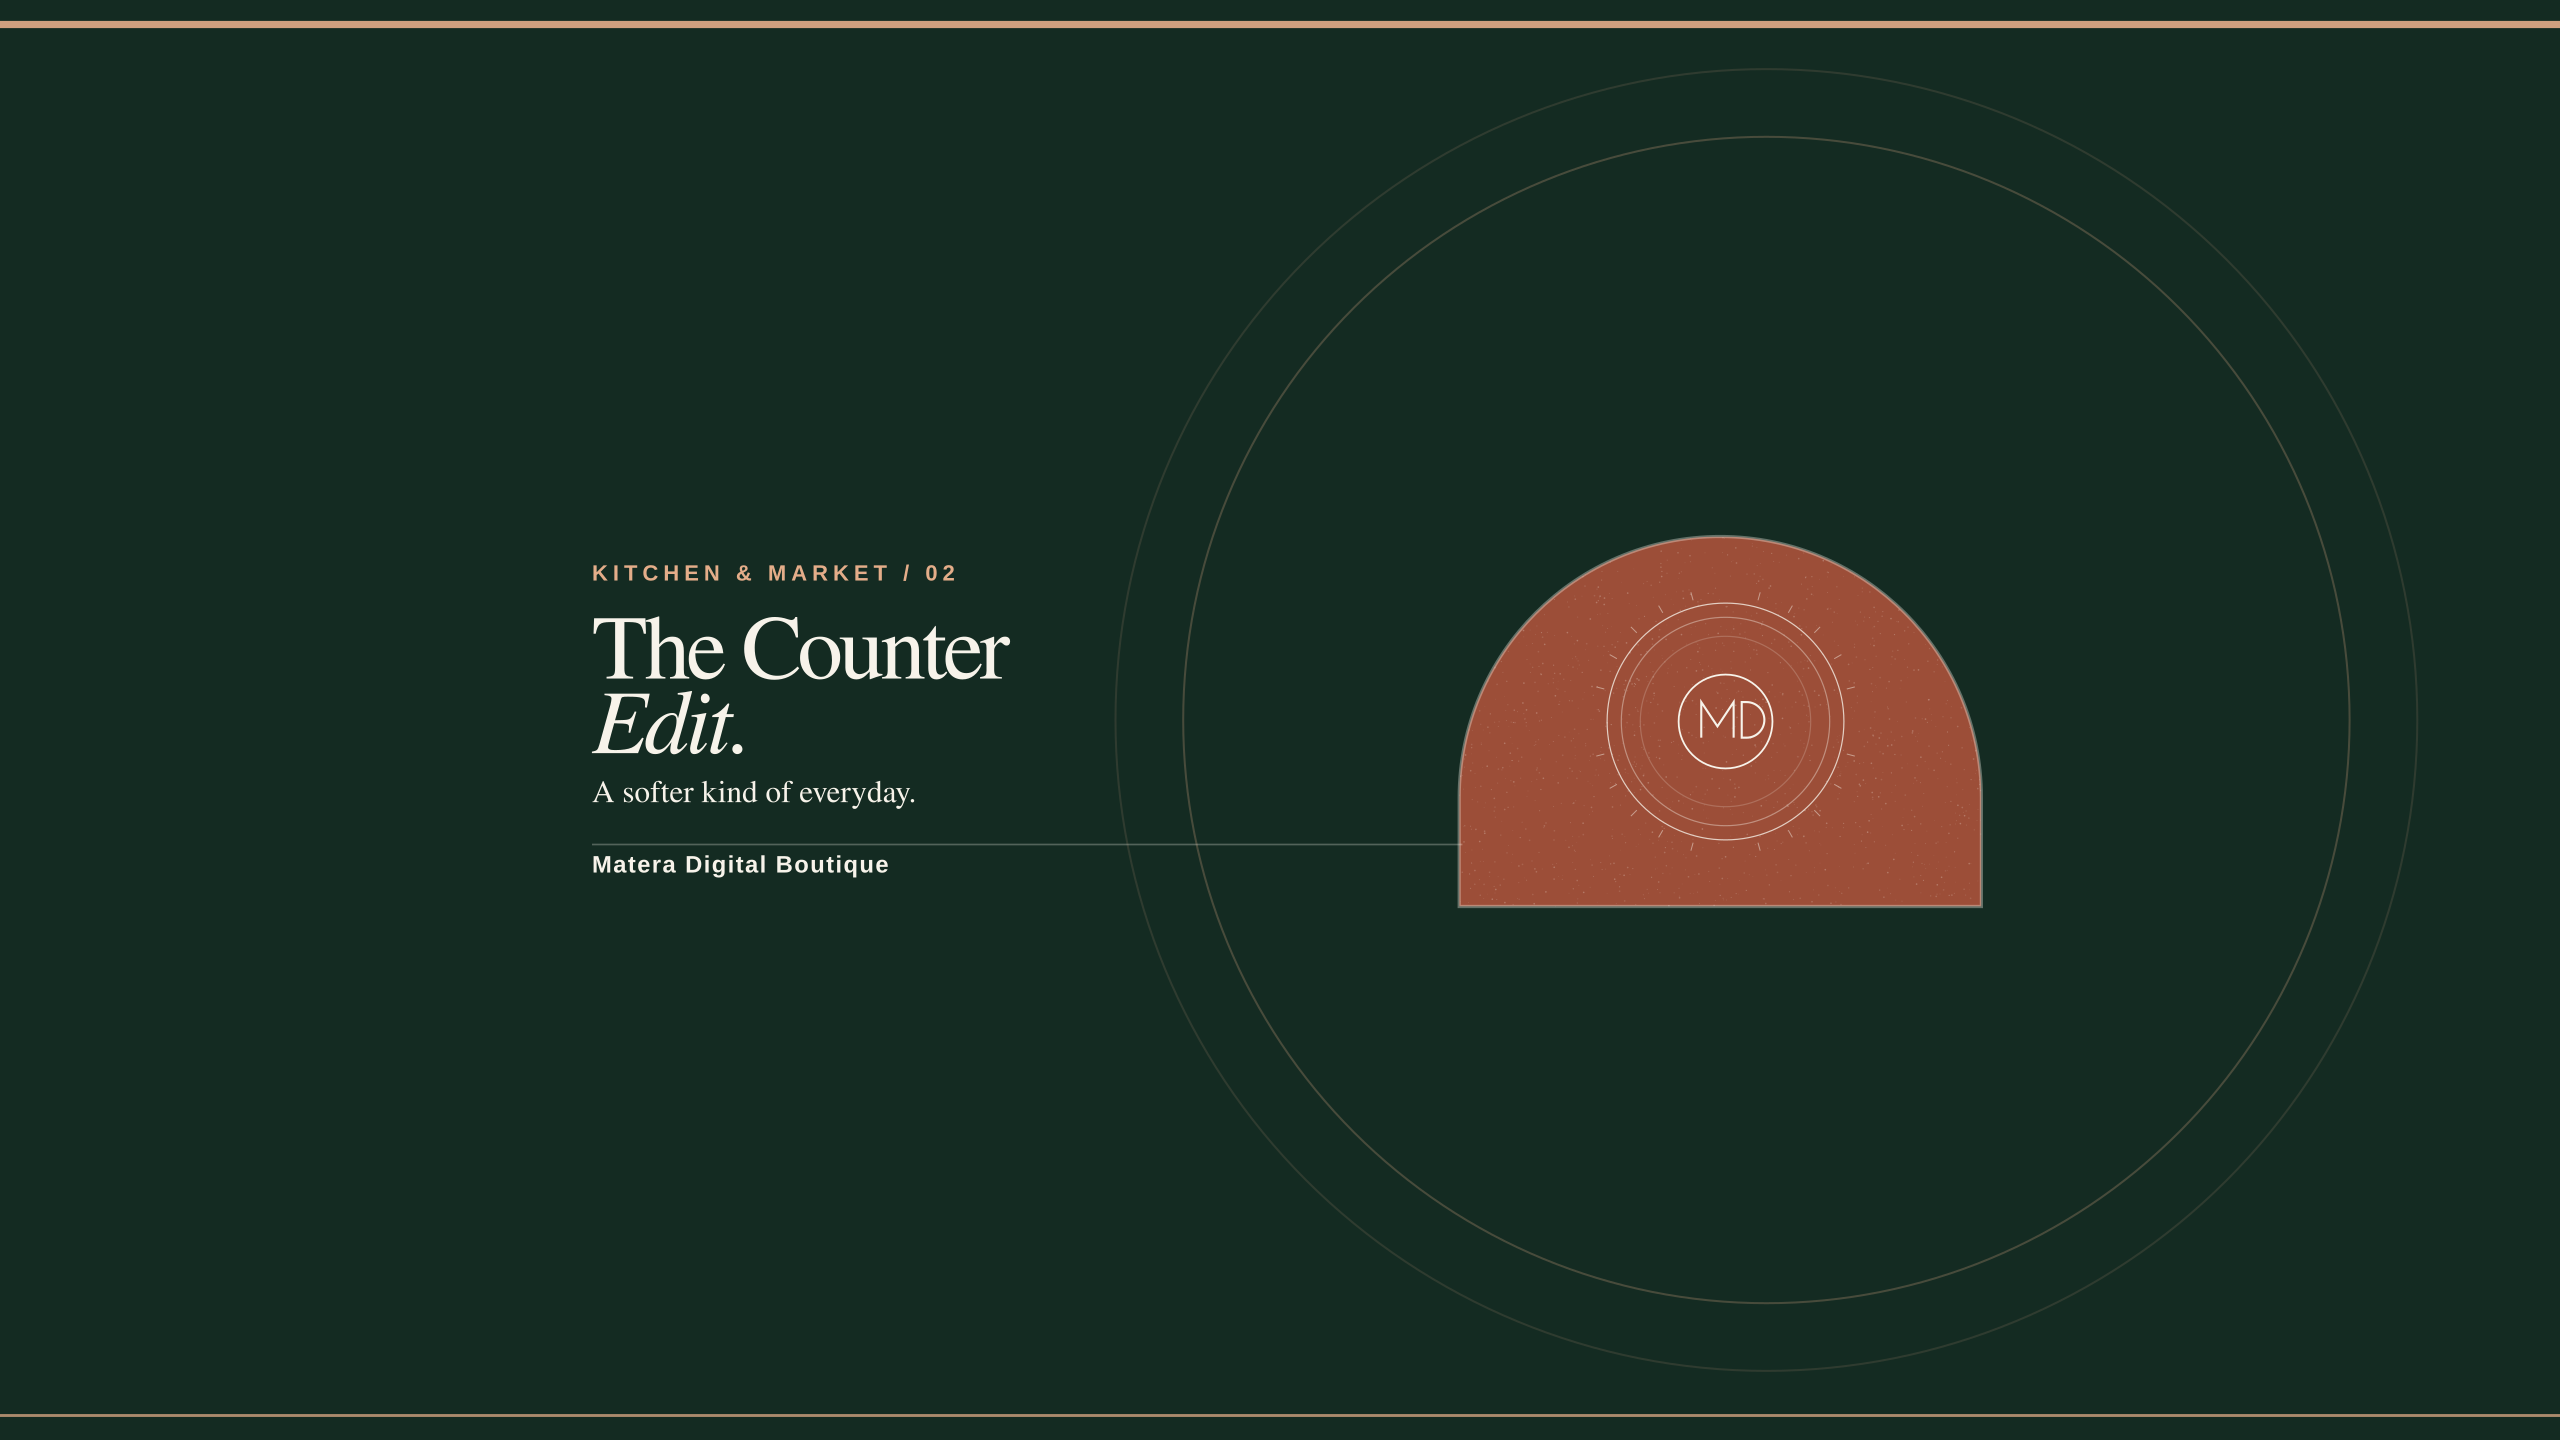 KITCHEN & MARKET / 02
The Counter
Edit.
A softer kind of everyday.
Matera Digital Boutique
MD